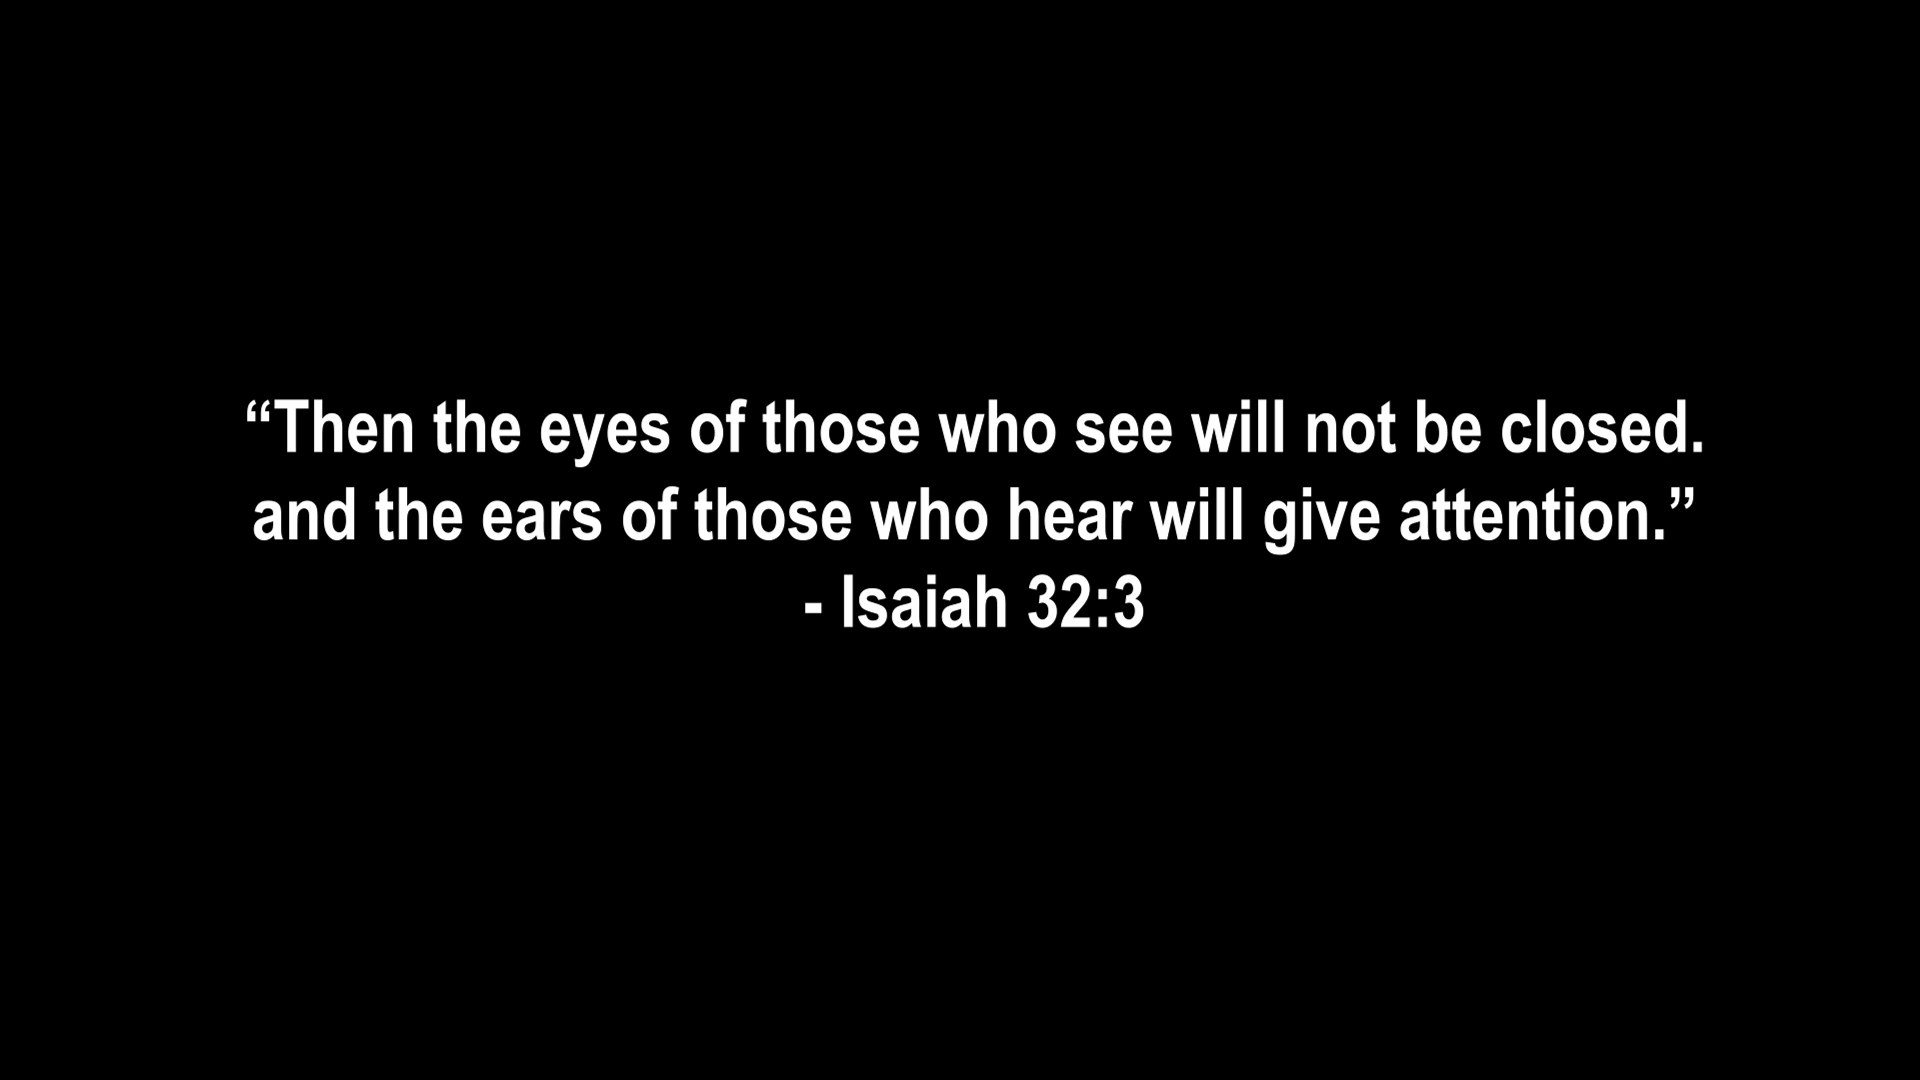 “Then the eyes of those who see will not be closed.
and the ears of those who hear will give attention.”
- Isaiah 32:3